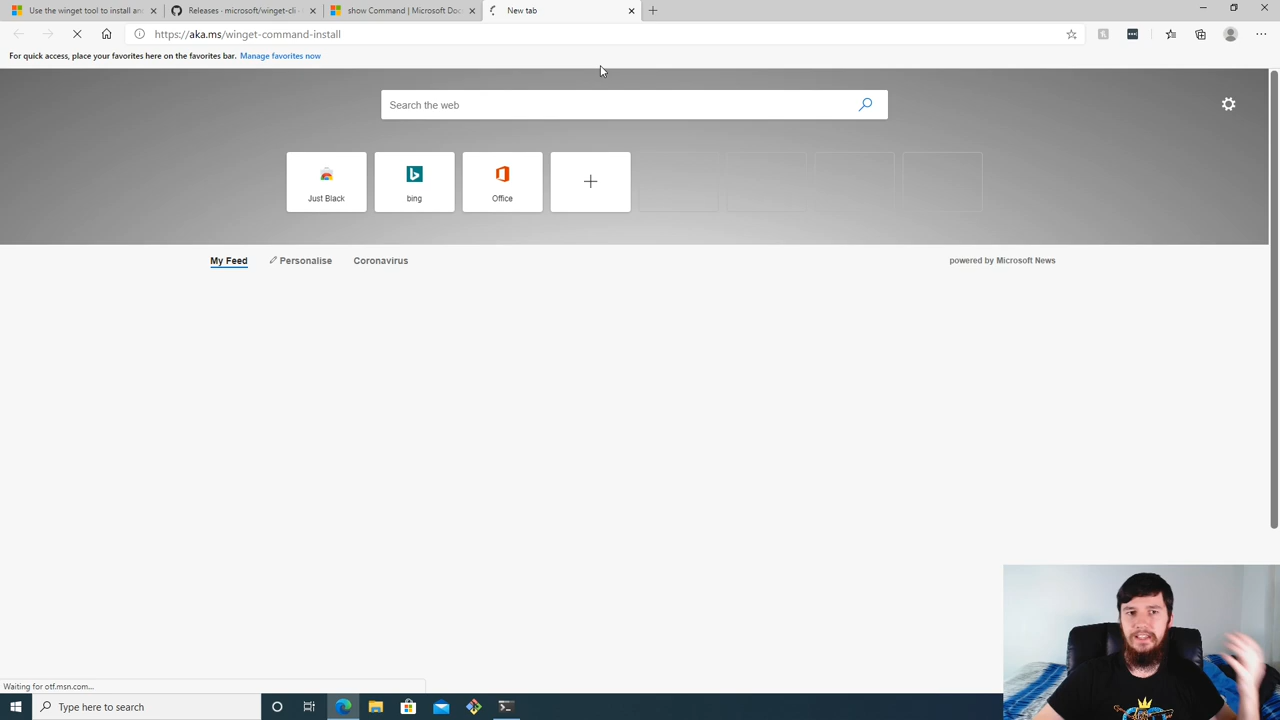 Use the winget tool to install and
Releases · microsoft/winget-cli ·
show Command | Microsoft Doc
New tab
https://aka.ms/winget-command-install
For quick access, place your favorites here on the favorites bar. Manage favorites now
Search the web
Just Black
bing
Office
My Feed
Personalise
Coronavirus
powered by Microsoft News
Waiting for otf.msn.com...
Type here to search